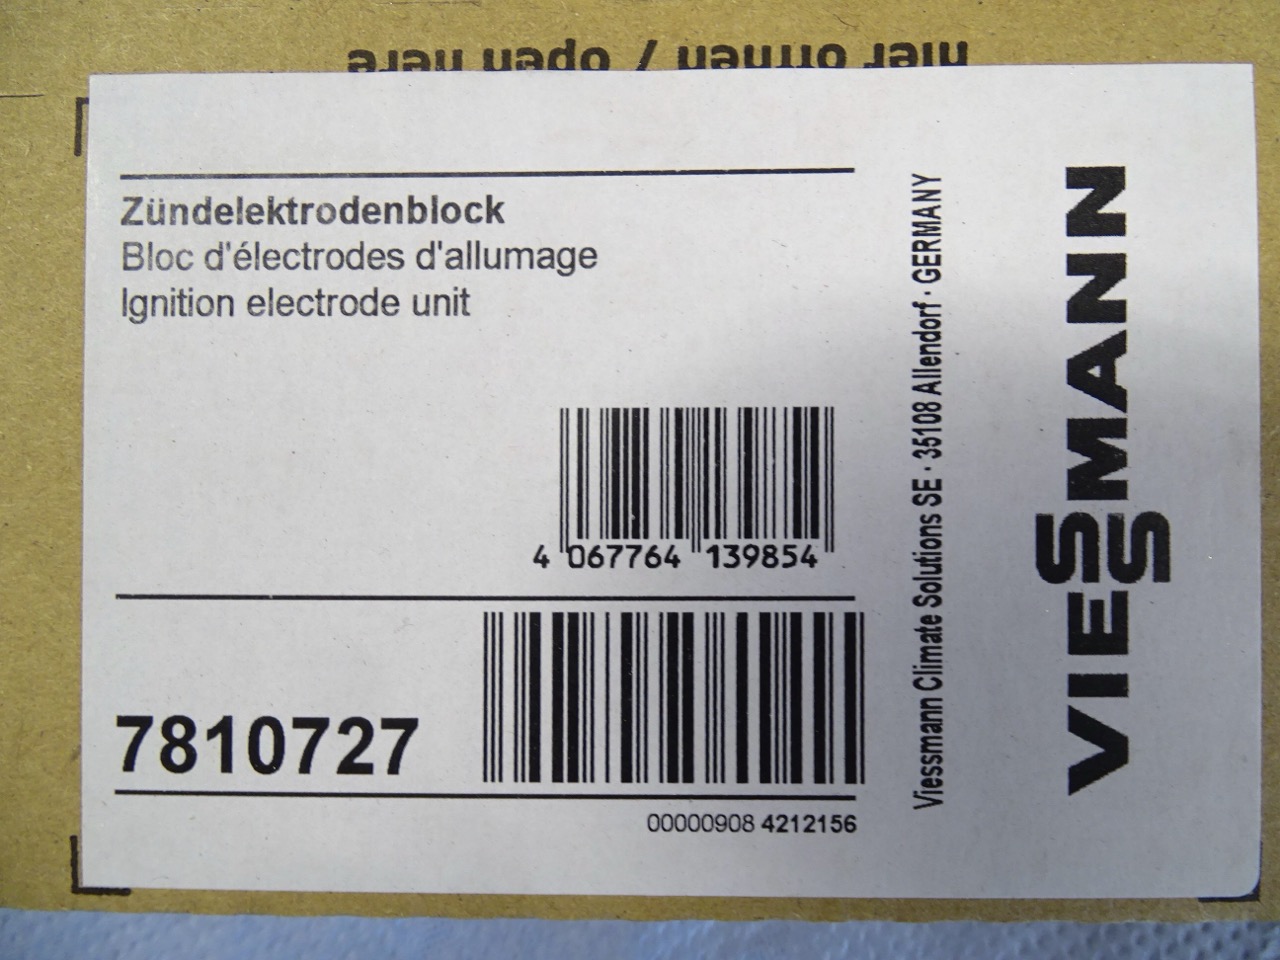 hier öffnen / open here
Zündelektrodenblock
Bloc d'électrodes d'allumage
Ignition electrode unit
4 067764 139854
7810727
00000908 4212156
Viessmann Climate Solutions SE · 35108 Allendorf · GERMANY
VIESSMANN